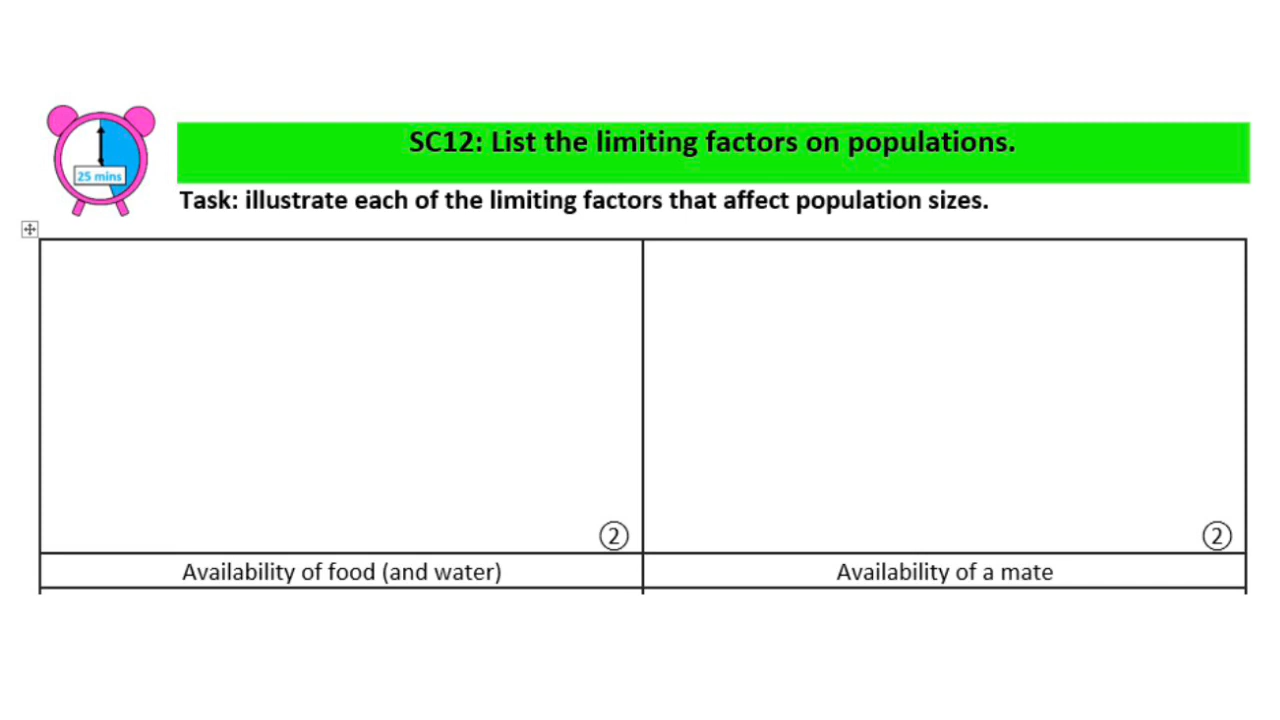 SC12: List the limiting factors on populations.
25 mins
Task: illustrate each of the limiting factors that affect population sizes.
② ②
Availability of food (and water) Availability of a mate